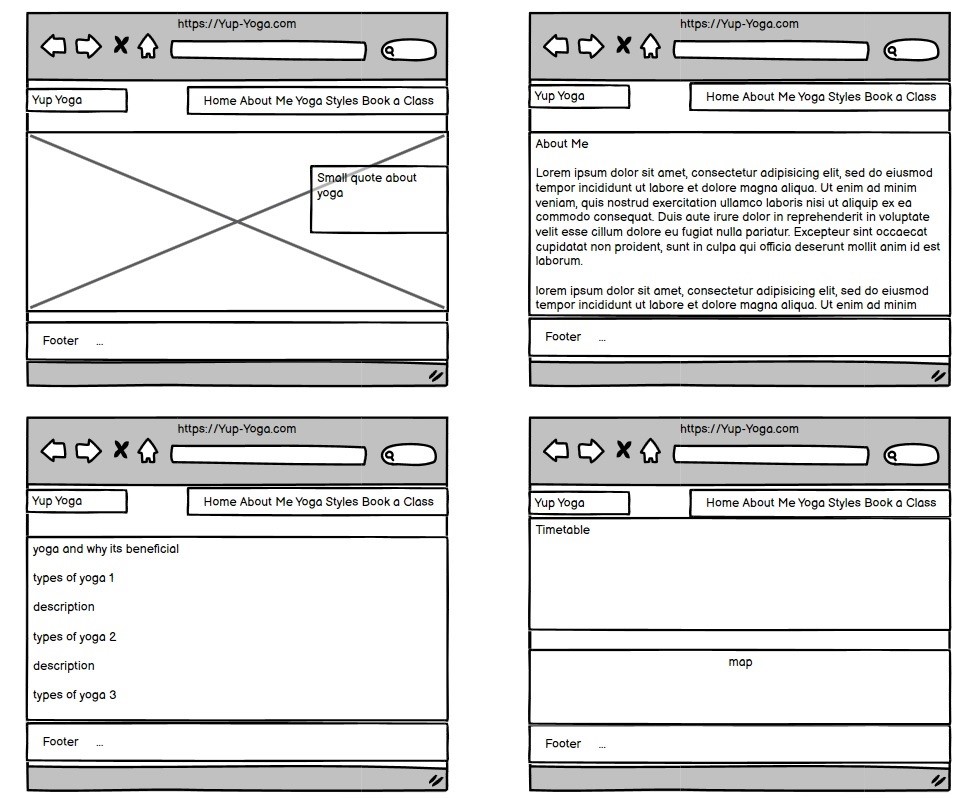 https://Yup-Yoga.com
Yup Yoga
Home About Me Yoga Styles Book a Class
Small quote about
yoga
Footer ...
https://Yup-Yoga.com
Yup Yoga
Home About Me Yoga Styles Book a Class
About Me
Lorem ipsum dolor sit amet, consectetur adipisicing elit, sed do eiusmod
tempor incididunt ut labore et dolore magna aliqua. Ut enim ad minim
veniam, quis nostrud exercitation ullamco laboris nisi ut aliquip ex ea
commodo consequat. Duis aute irure dolor in reprehenderit in voluptate
velit esse cillum dolore eu fugiat nulla pariatur. Excepteur sint occaecat
cupidatat non proident, sunt in culpa qui officia deserunt mollit anim id est
laborum.
lorem ipsum dolor sit amet, consectetur adipisicing elit, sed do eiusmod
tempor incididunt ut labore et dolore magna aliqua. Ut enim ad minim
Footer ...
https://Yup-Yoga.com
Yup Yoga
Home About Me Yoga Styles Book a Class
yoga and why its beneficial
types of yoga 1
description
types of yoga 2
description
types of yoga 3
Footer ...
https://Yup-Yoga.com
Yup Yoga
Home About Me Yoga Styles Book a Class
Timetable
map
Footer ...